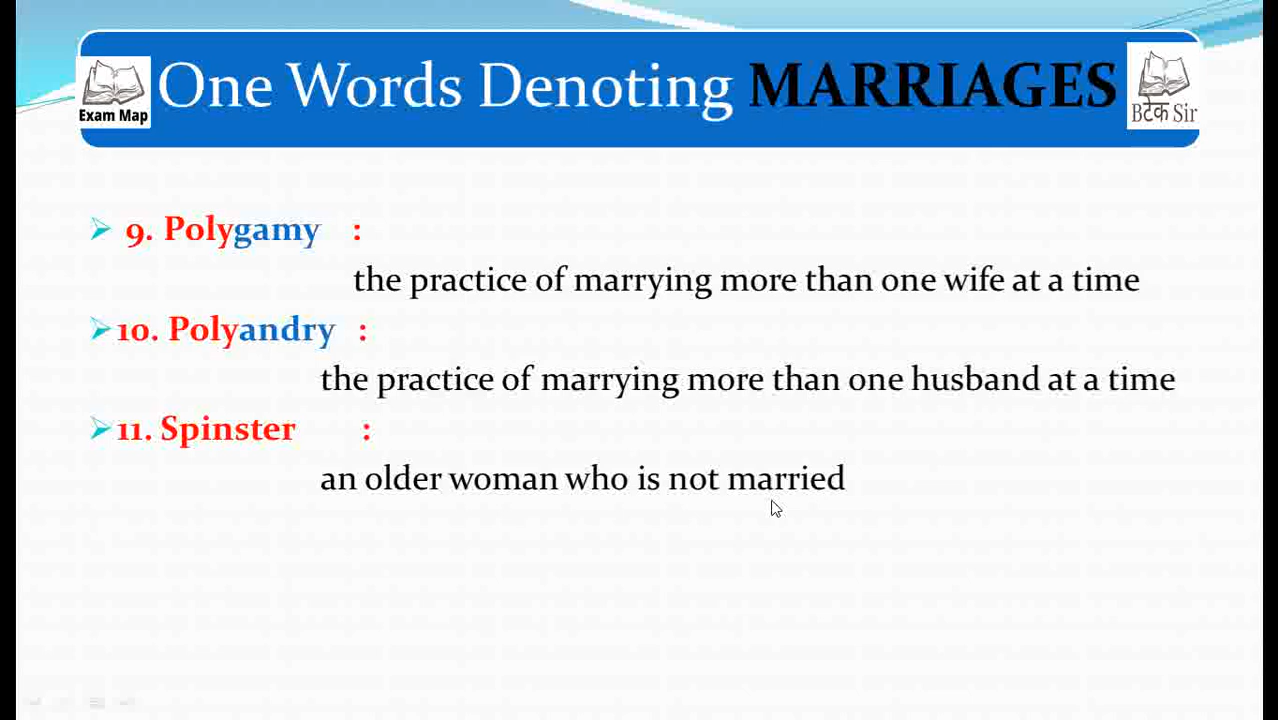 One Words Denoting MARRIAGES
Exam Map
Bटेक Sir
9. Polygamy :
the practice of marrying more than one wife at a time
10. Polyandry :
the practice of marrying more than one husband at a time
11. Spinster :
an older woman who is not married